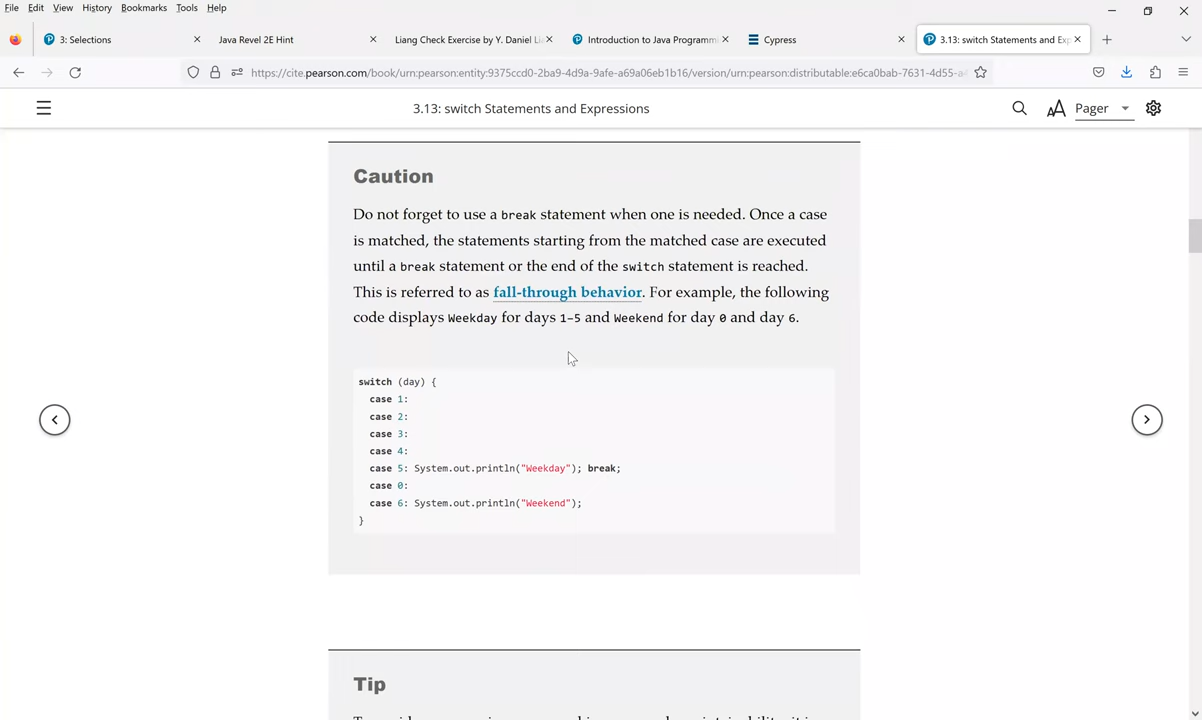 File Edit View History Bookmarks Tools Help
3: Selections
Java Revel 2E Hint
Liang Check Exercise by Y. Daniel Li
Introduction to Java Programm
Cypress
3.13: switch Statements and Exp
https://cite.pearson.com/book/urn:pearson:entity:9375ccd0-2ba9-4d9a-9afe-a69a06eb1b16/version/urn:pearson:distributable:e6ca0bab-7631-4d55-a
3.13: switch Statements and Expressions
AA Pager
Caution
Do not forget to use a break statement when one is needed. Once a case
is matched, the statements starting from the matched case are executed
until a break statement or the end of the switch statement is reached.
This is referred to as fall-through behavior. For example, the following
code displays Weekday for days 1–5 and Weekend for day 0 and day 6.
switch (day) {
case 1:
case 2:
case 3:
case 4:
case 5: System.out.println("Weekday"); break;
case 0:
case 6: System.out.println("Weekend");
}
Tip